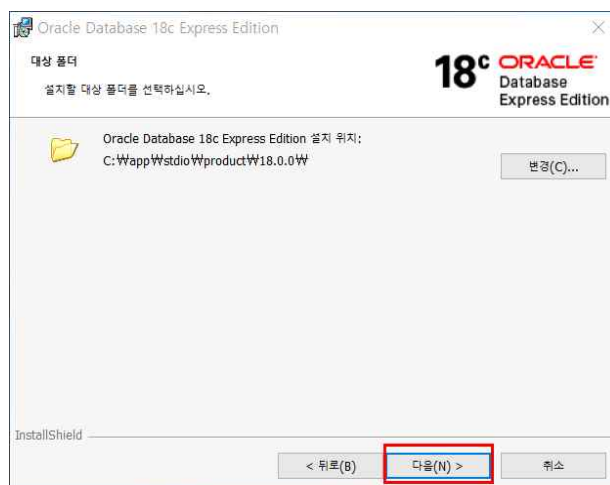 Oracle Database 18c Express Edition
대상 폴더
설치할 대상 폴더를 선택하십시오.
18c ORACLE
Database
Express Edition
Oracle Database 18c Express Edition 설치 위치:
C:₩app₩stdio₩product₩18.0.0₩
변경(C)...
InstallShield
< 뒤로(B)
다음(N) >
취소